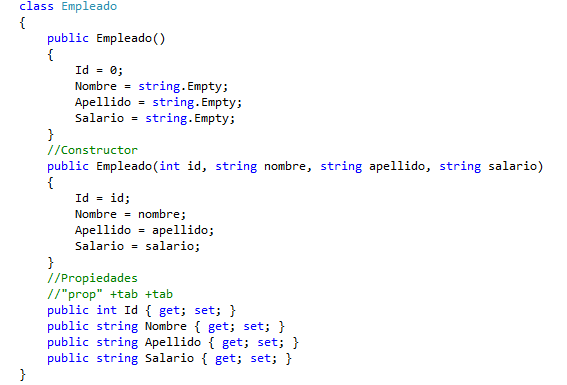 class Empleado
{
    public Empleado()
    {
        Id = 0;
        Nombre = string.Empty;
        Apellido = string.Empty;
        Salario = string.Empty;
    }
    //Constructor
    public Empleado(int id, string nombre, string apellido, string salario)
    {
        Id = id;
        Nombre = nombre;
        Apellido = apellido;
        Salario = salario;
    }
    //Propiedades
    //"prop" +tab +tab
    public int Id { get; set; }
    public string Nombre { get; set; }
    public string Apellido { get; set; }
    public string Salario { get; set; }
}